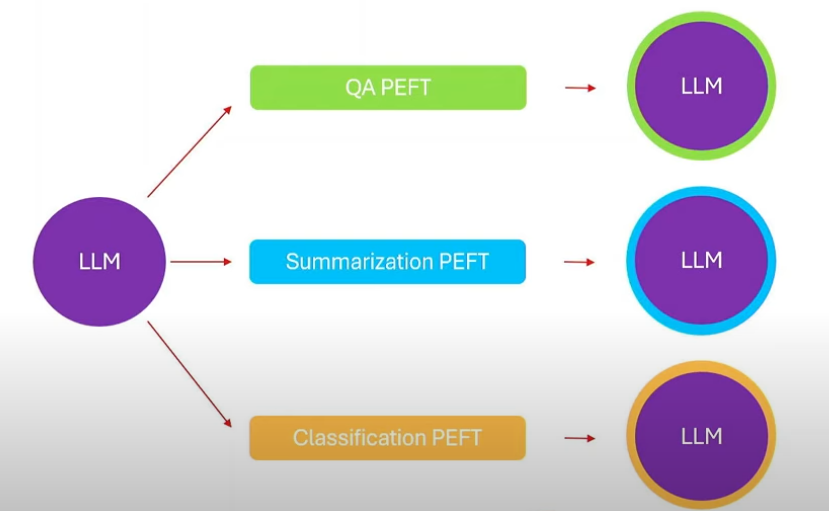 QA PEFT
LLM
LLM
Summarization PEFT
LLM
Classification PEFT
LLM